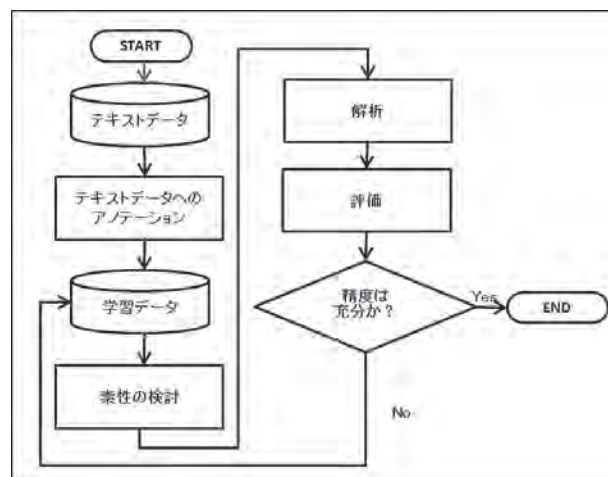 START
テキストデータ
テキストデータへの
アノテーション
学習データ
素性の検討
解析
評価
精度は
充分か？
Yes
END
No